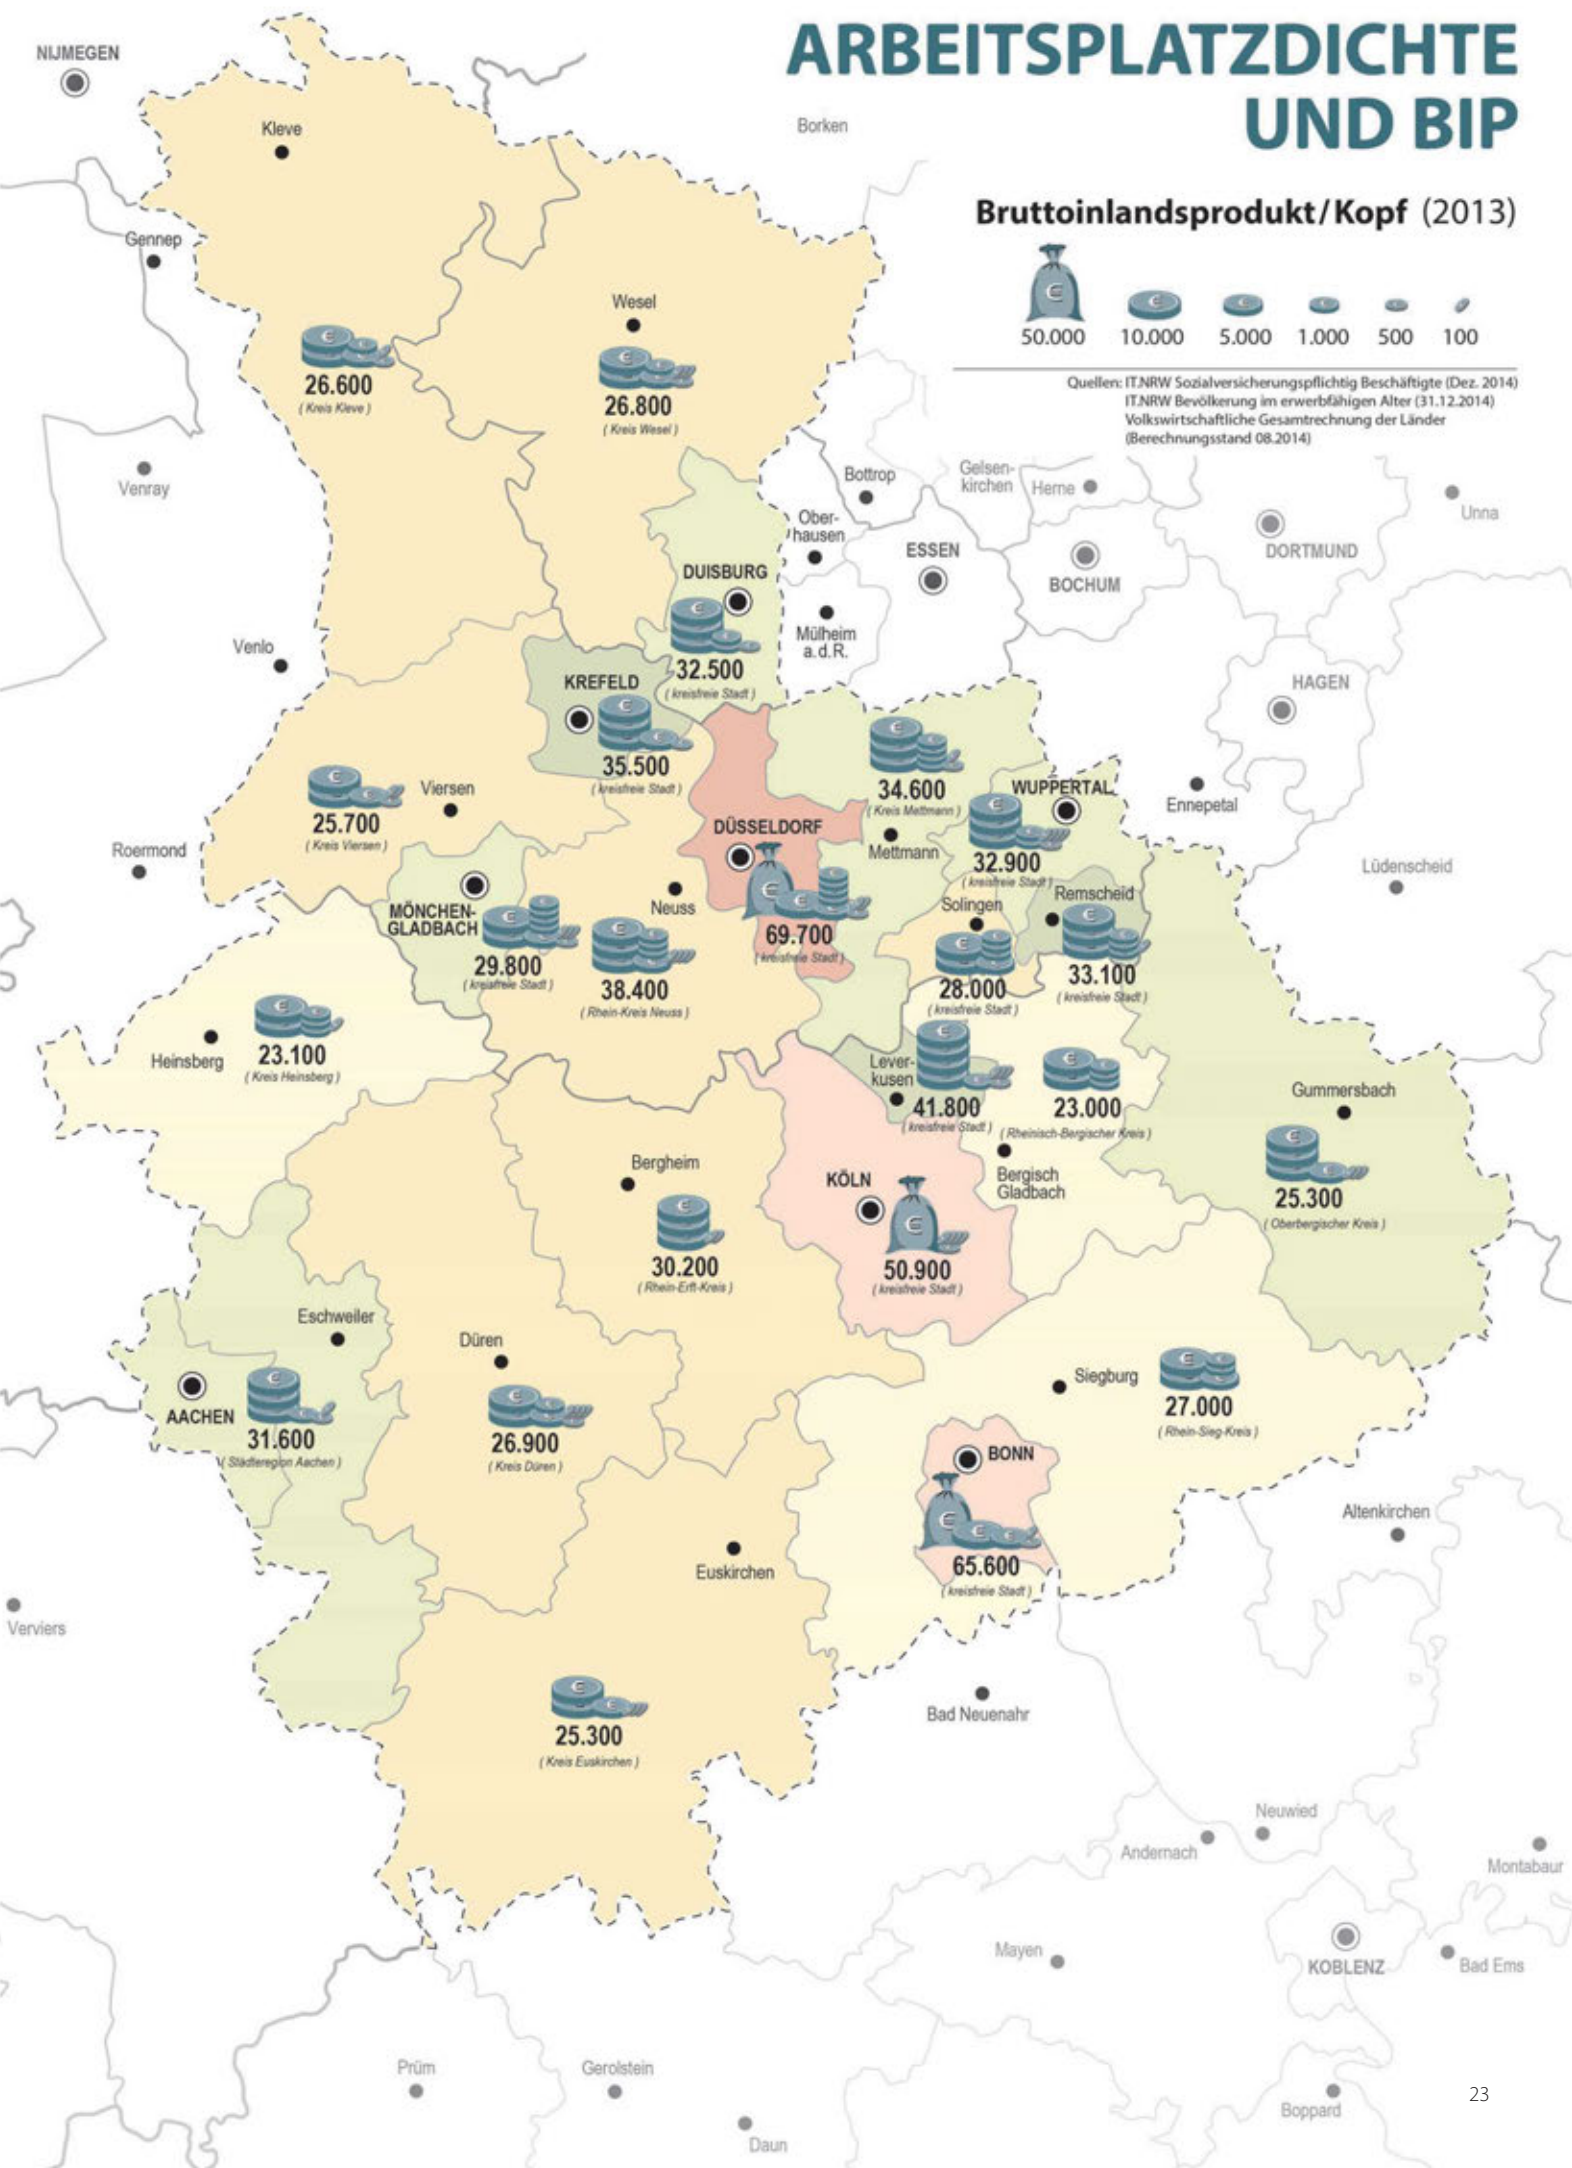 ARBEITSPLATZDICHTE
UND BIP
Bruttoinlandsprodukt/Kopf (2013)
50.000 10.000 5.000 1.000 500 100
Quellen: IT.NRW Sozialversicherungspflichtig Beschäftigte (Dez. 2014)
IT.NRW Bevölkerung im erwerbfähigen Alter (31.12.2014)
Volkswirtschaftliche Gesamtrechnung der Länder
(Berechnungsstand 08.2014)
NIJMEGEN
Kleve
Borken
Gennep
Wesel
26.600
( Kreis Kleve )
26.800
( Kreis Wesel )
Venray
Bottrop
Gelsen-
kirchen
Herne
Unna
Ober-
hausen
ESSEN
DORTMUND
BOCHUM
DUISBURG
32.500
( kreisfreie Stadt )
Mülheim
a.d.R.
Venlo
KREFELD
35.500
( kreisfreie Stadt )
HAGEN
34.600
( Kreis Mettmann )
Mettmann
WUPPERTAL
32.900
( kreisfreie Stadt )
Ennepetal
25.700
( Kreis Viersen )
Viersen
Roermond
DÜSSELDORF
69.700
( kreisfreie Stadt )
Lüdenscheid
MÖNCHEN-
GLADBACH
29.800
( kreisfreie Stadt )
Neuss
38.400
(Rhein-Kreis Neuss )
Solingen
28.000
( kreisfreie Stadt )
Remscheid
33.100
( kreisfreie Stadt )
Heinsberg
23.100
( Kreis Heinsberg )
Lever-
kusen
41.800
( kreisfreie Stadt )
23.000
( Rheinisch-Bergischer Kreis )
Bergisch
Gladbach
Gummersbach
25.300
( Oberbergischer Kreis )
Bergheim
30.200
( Rhein-Erft-Kreis )
KÖLN
50.900
( kreisfreie Stadt )
Eschweiler
AACHEN
31.600
( Städteregion Aachen )
Düren
26.900
( Kreis Düren )
Siegburg
27.000
( Rhein-Sieg-Kreis )
BONN
65.600
( kreisfreie Stadt )
Altenkirchen
Euskirchen
25.300
( Kreis Euskirchen )
Verviers
Bad Neuenahr
Neuwied
Andernach
Montabaur
Mayen
KOBLENZ
Bad Ems
Prüm
Gerolstein
Daun
Boppard
23